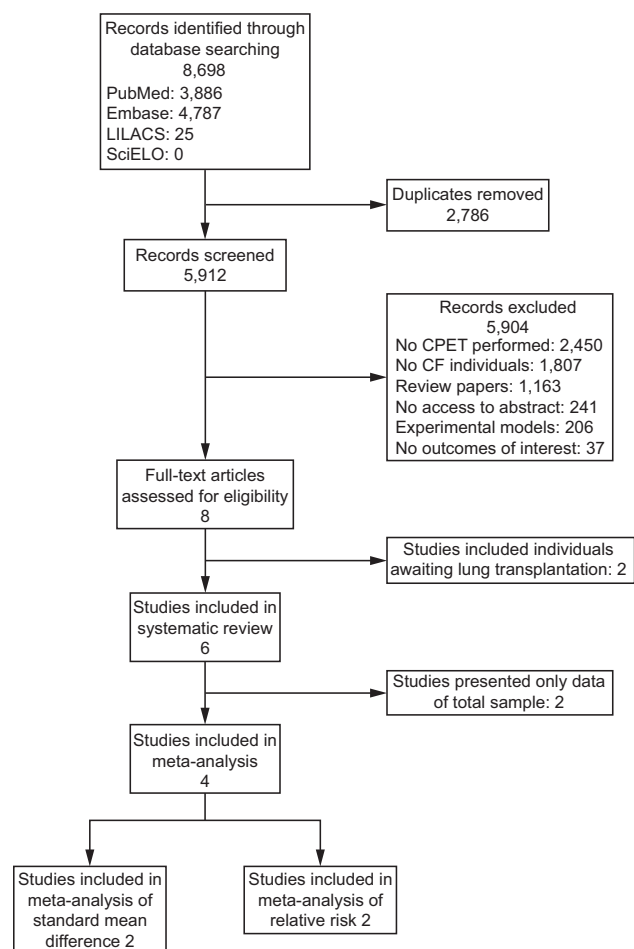 Records identified through
database searching
8,698
PubMed: 3,886
Embase: 4,787
LILACS: 25
SciELO: 0
Duplicates removed
2,786
Records screened
5,912
Records excluded
5,904
No CPET performed: 2,450
No CF individuals: 1,807
Review papers: 1,163
No access to abstract: 241
Experimental models: 206
No outcomes of interest: 37
Full-text articles
assessed for eligibility
8
Studies included individuals
awaiting lung transplantation: 2
Studies included in
systematic review
6
Studies presented only data
of total sample: 2
Studies included in
meta-analysis
4
Studies included in
meta-analysis of
standard mean
difference 2
Studies included in
meta-analysis of
relative risk 2